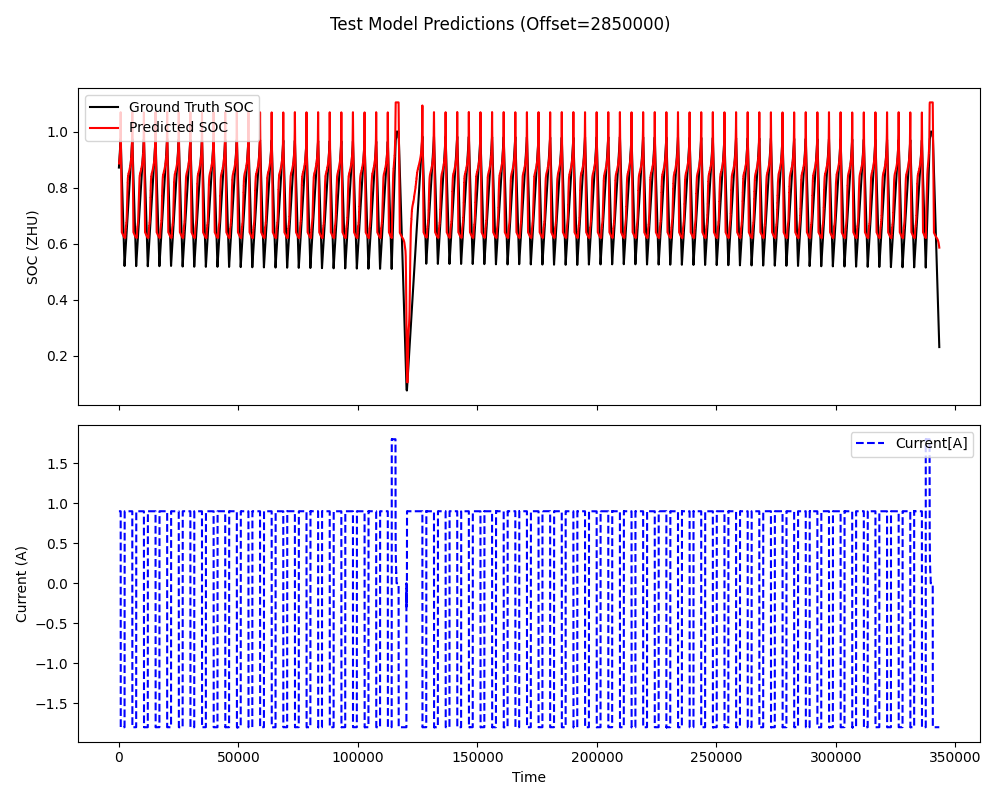 Test Model Predictions (Offset=2850000)
Ground Truth SOC
Predicted SOC
1.0
0.8
0.6
0.4
0.2
SOC (ZHU)
Current[A]
1.5
1.0
0.5
0.0
−0.5
−1.0
−1.5
Current (A)
0 50000 100000 150000 200000 250000 300000 350000
Time